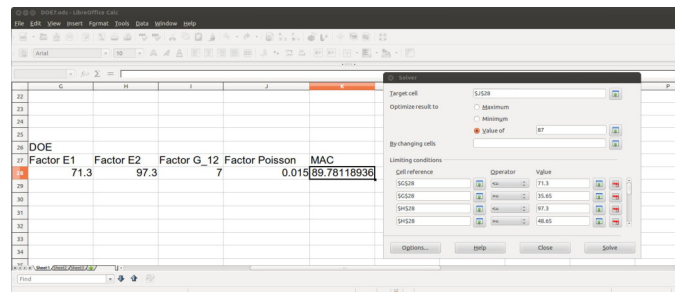 DOE7.ods - LibreOffice Calc
File Edit View Insert Format Tools Data Window Help
Arial 10
Σ =
G H I J K P
22
23
24
25
26 DOE
27 Factor E1 Factor E2 Factor G_12 Factor Poisson MAC
28 71.3 97.3 7 0.015 89.78118936
29
30
31
32
33
34
Sheet1 Sheet2 Sheet3
Find
Solver
Target cell $J$28
Optimize result to Maximum
Minimum
Value of 87
By changing cells
Limiting conditions
Cell reference Operator Value
$G$28 <= 71.3
$G$28 35.65
$H$28 <= 97.3
$H$28 48.65
Options... Help Close Solve